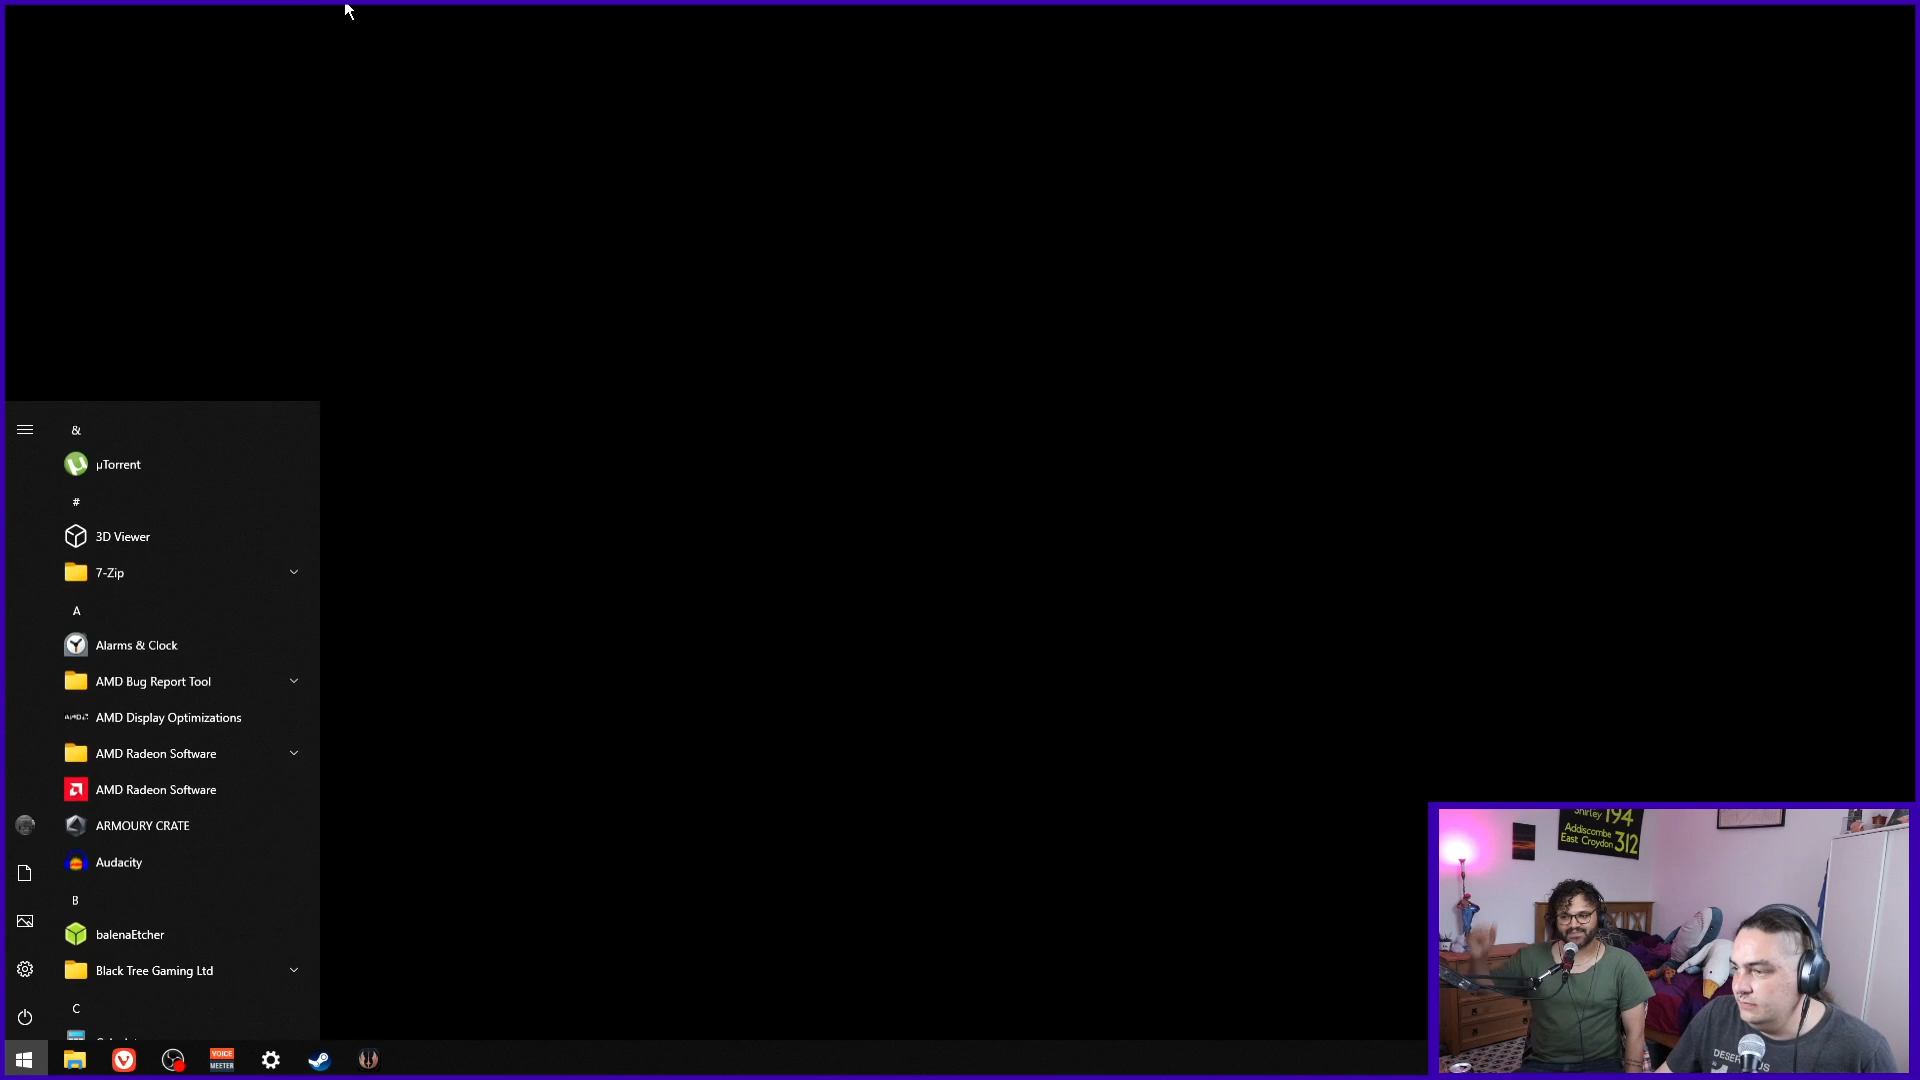 &
µTorrent
#
3D Viewer
7-Zip
A
Alarms & Clock
AMD Bug Report Tool
AMD Display Optimizations
AMD Radeon Software
AMD Radeon Software
ARMOURY CRATE
Audacity
B
balenaEtcher
Black Tree Gaming Ltd
C
VOICE
MEETER
Shirley 194
Addiscombe
East Croydon 312